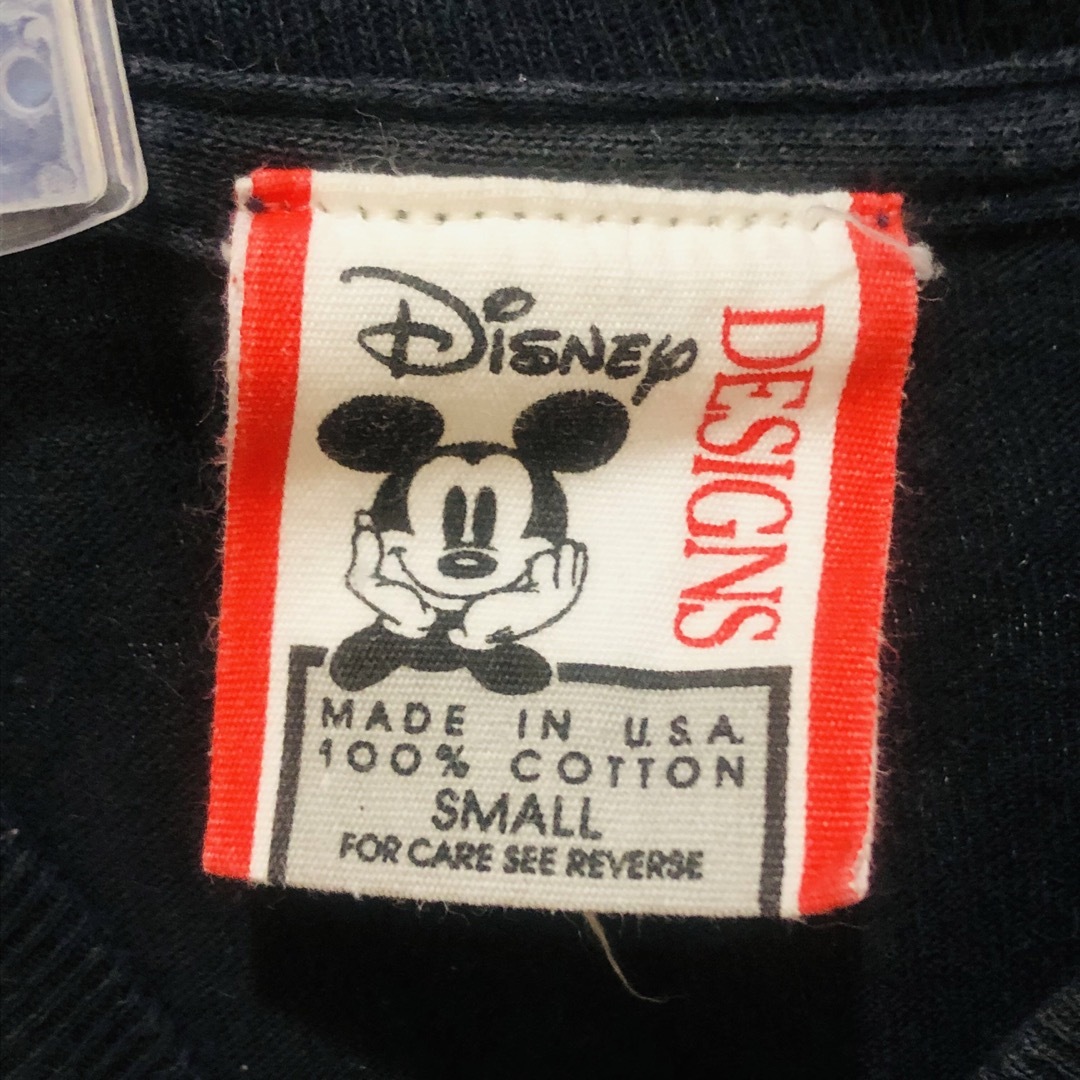 Disney
DESIGNS
MADE IN U.S.A.
100% COTTON
SMALL
FOR CARE SEE REVERSE